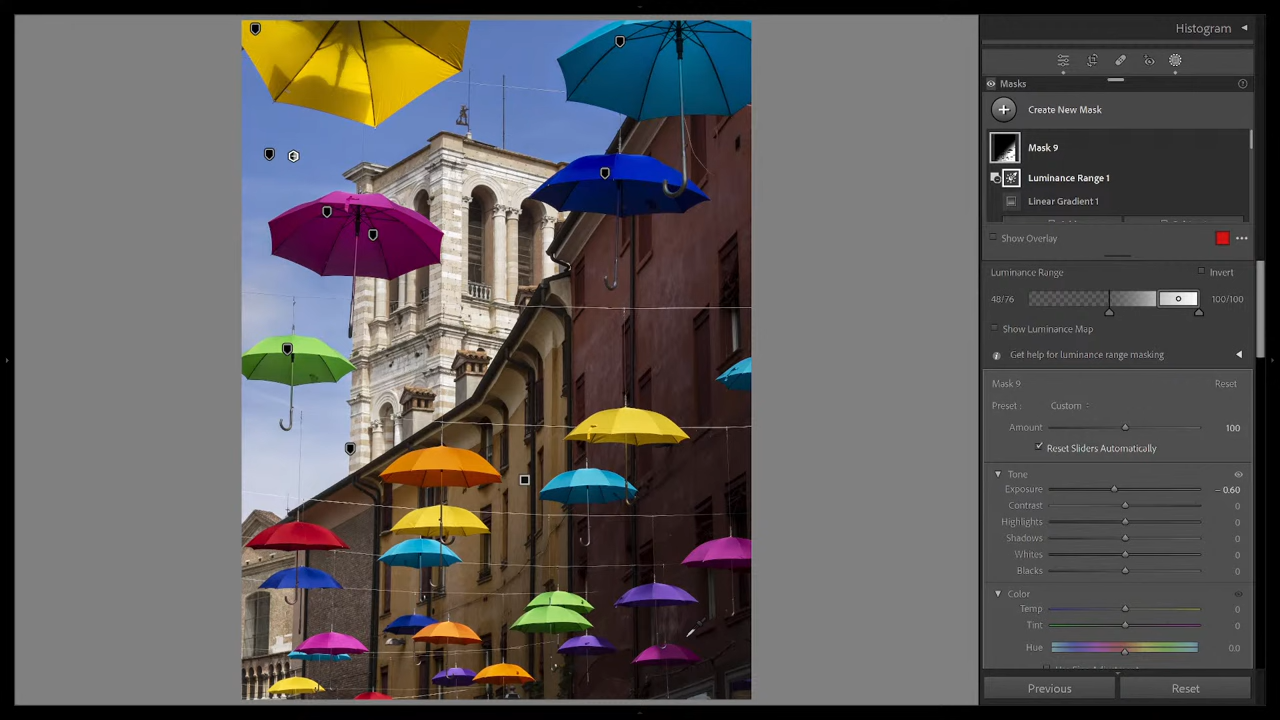 Histogram
Masks
Create New Mask
Mask 9
Luminance Range 1
Linear Gradient 1
Show Overlay
Luminance Range
Invert
48/76
100/100
Show Luminance Map
Get help for luminance range masking
Mask 9
Reset
Preset :
Custom
Amount
100
Reset Sliders Automatically
Tone
Exposure
– 0.60
Contrast
0
Highlights
0
Shadows
0
Whites
0
Blacks
0
Color
Temp
0
Tint
0
Hue
0.0
Previous
Reset